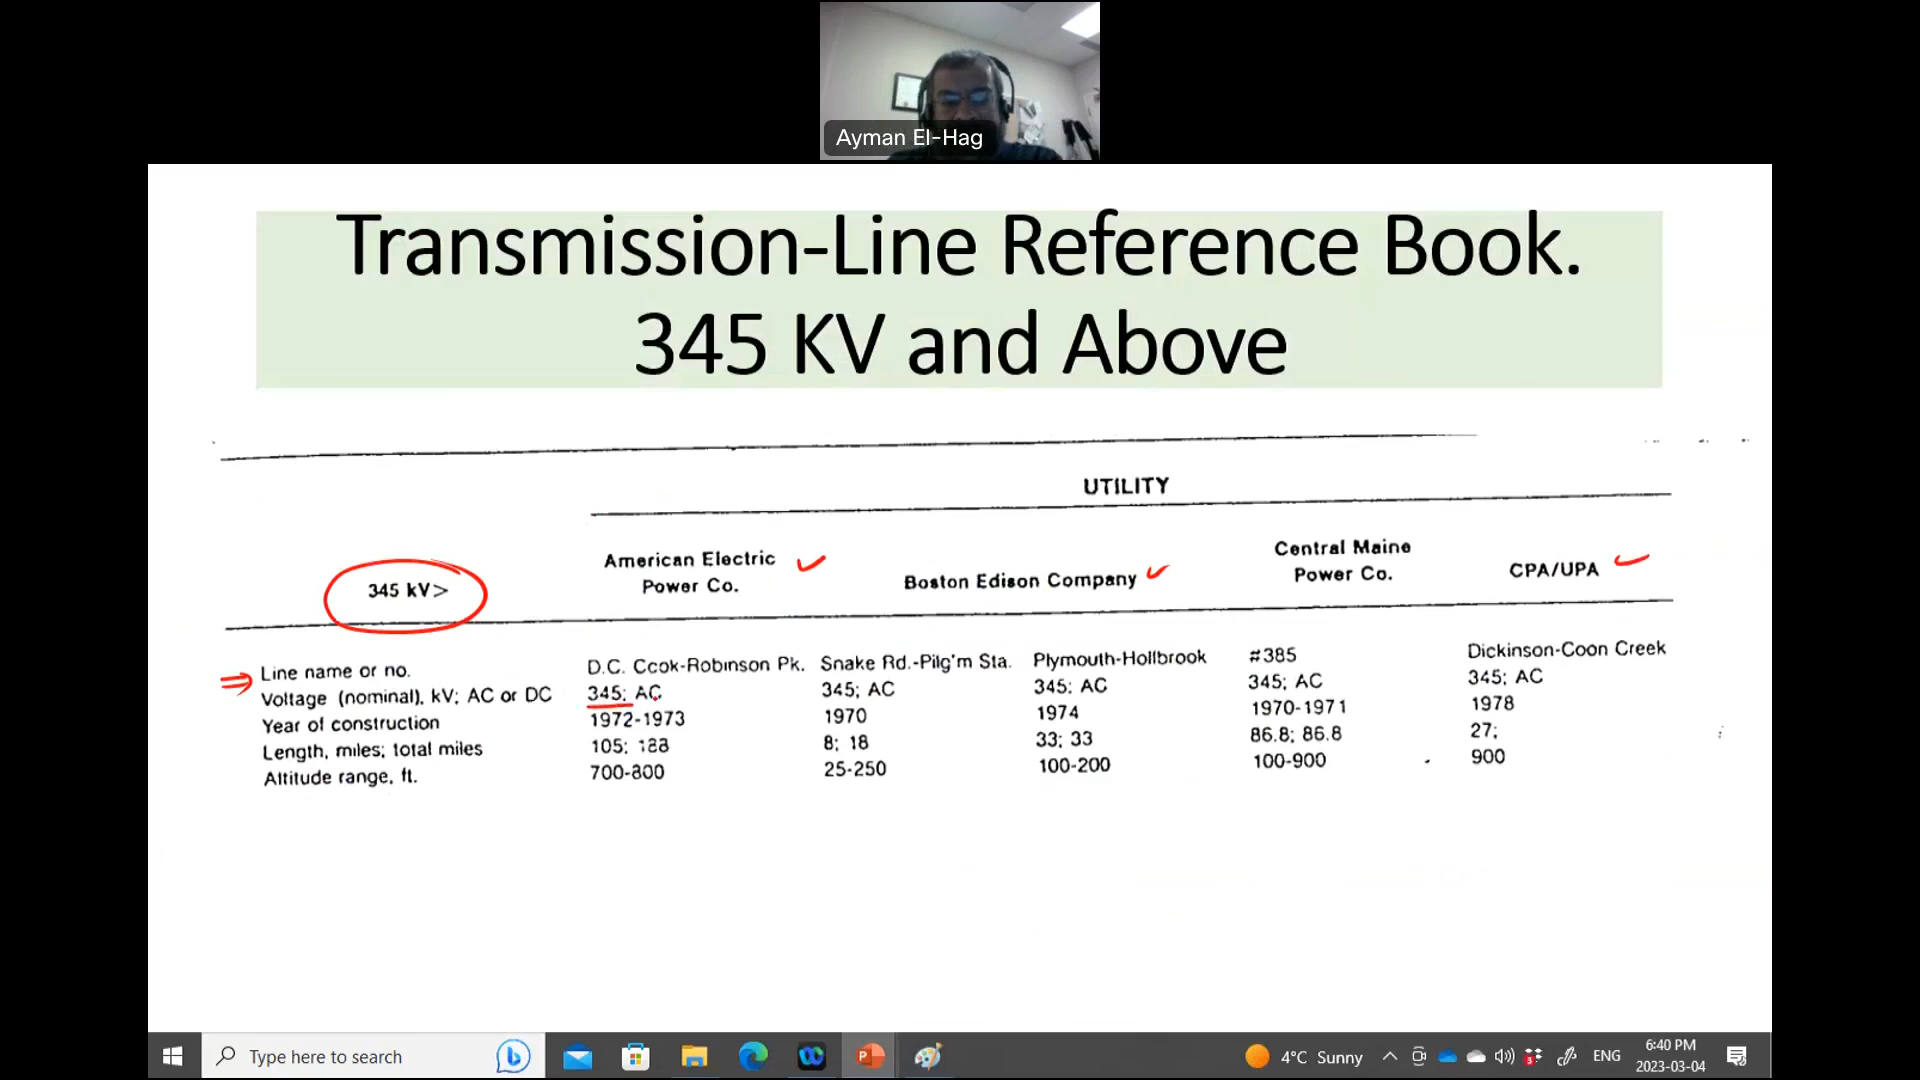 Ayman El-Hag
Transmission-Line Reference Book.
345 KV and Above
UTILITY
345 kV>
American Electric
Power Co.
Boston Edison Company
Central Maine
Power Co.
CPA/UPA
Line name or no. D.C. Ccok-Robinson Pk. Snake Rd.-Pilg'm Sta. Plymouth-Hollbrook #385 Dickinson-Coon Creek
Voltage (nominal), kV; AC or DC 345; AC 345; AC 345: AC 345; AC 345; AC
Year of construction 1972-1973 1970 1974 1970-1971 1978
Length, miles; total miles 105; 188 8; 18 33; 33 86.8; 86.8 27;
Altitude range, ft. 700-800 25-250 100-200 100-900 900
Type here to search
4°C Sunny
ENG
6:40 PM
2023-03-04